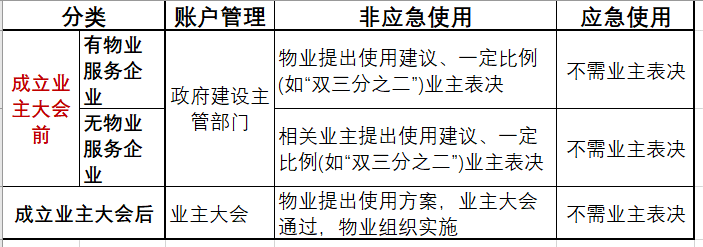 分类 账户管理 非应急使用 应急使用
成立业
主大会
前
有物业
服务企
业
政府建设主
管部门
物业提出使用建议、一定比例
(如“双三分之二”)业主表决
不需业主表决
无物业
服务企
业
相关业主提出使用建议、一定
比例(如“双三分之二”)业主表决
不需业主表决
成立业主大会后 业主大会
物业提出使用方案，业主大会
通过，物业组织实施
不需业主表决